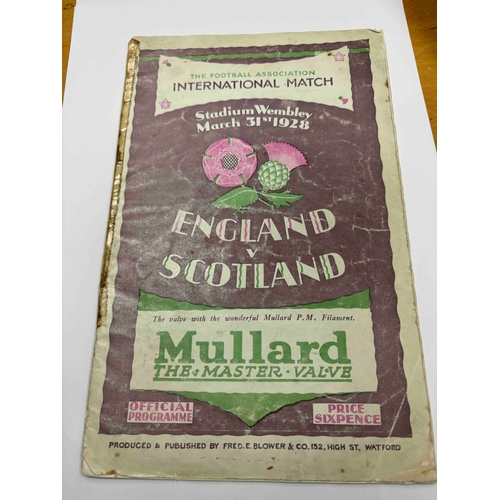 THE FOOTBALL ASSOCIATION
INTERNATIONAL MATCH
Stadium Wembley
March 31ST 1928
ENGLAND
V
SCOTLAND
The valve with the wonderful Mullard P.M. Filament.
Mullard
THE MASTER · VALVE
OFFICIAL
PROGRAMME
PRICE
SIXPENCE
PRODUCED & PUBLISHED BY FRED. E. BLOWER & CO, 132, HIGH ST, WATFORD